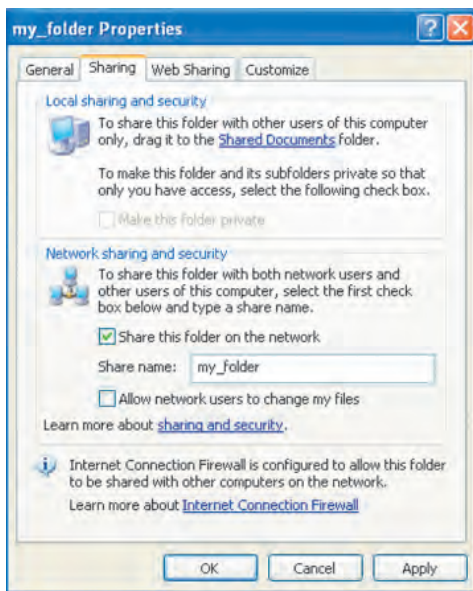 my_folder Properties
General Sharing Web Sharing Customize
Local sharing and security
To share this folder with other users of this computer
only, drag it to the Shared Documents folder.
To make this folder and its subfolders private so that
only you have access, select the following check box.
Make this folder private
Network sharing and security
To share this folder with both network users and
other users of this computer, select the first check
box below and type a share name.
Share this folder on the network
Share name: my_folder
Allow network users to change my files
Learn more about sharing and security.
Internet Connection Firewall is configured to allow this folder
to be shared with other computers on the network.
Learn more about Internet Connection Firewall
OK Cancel Apply